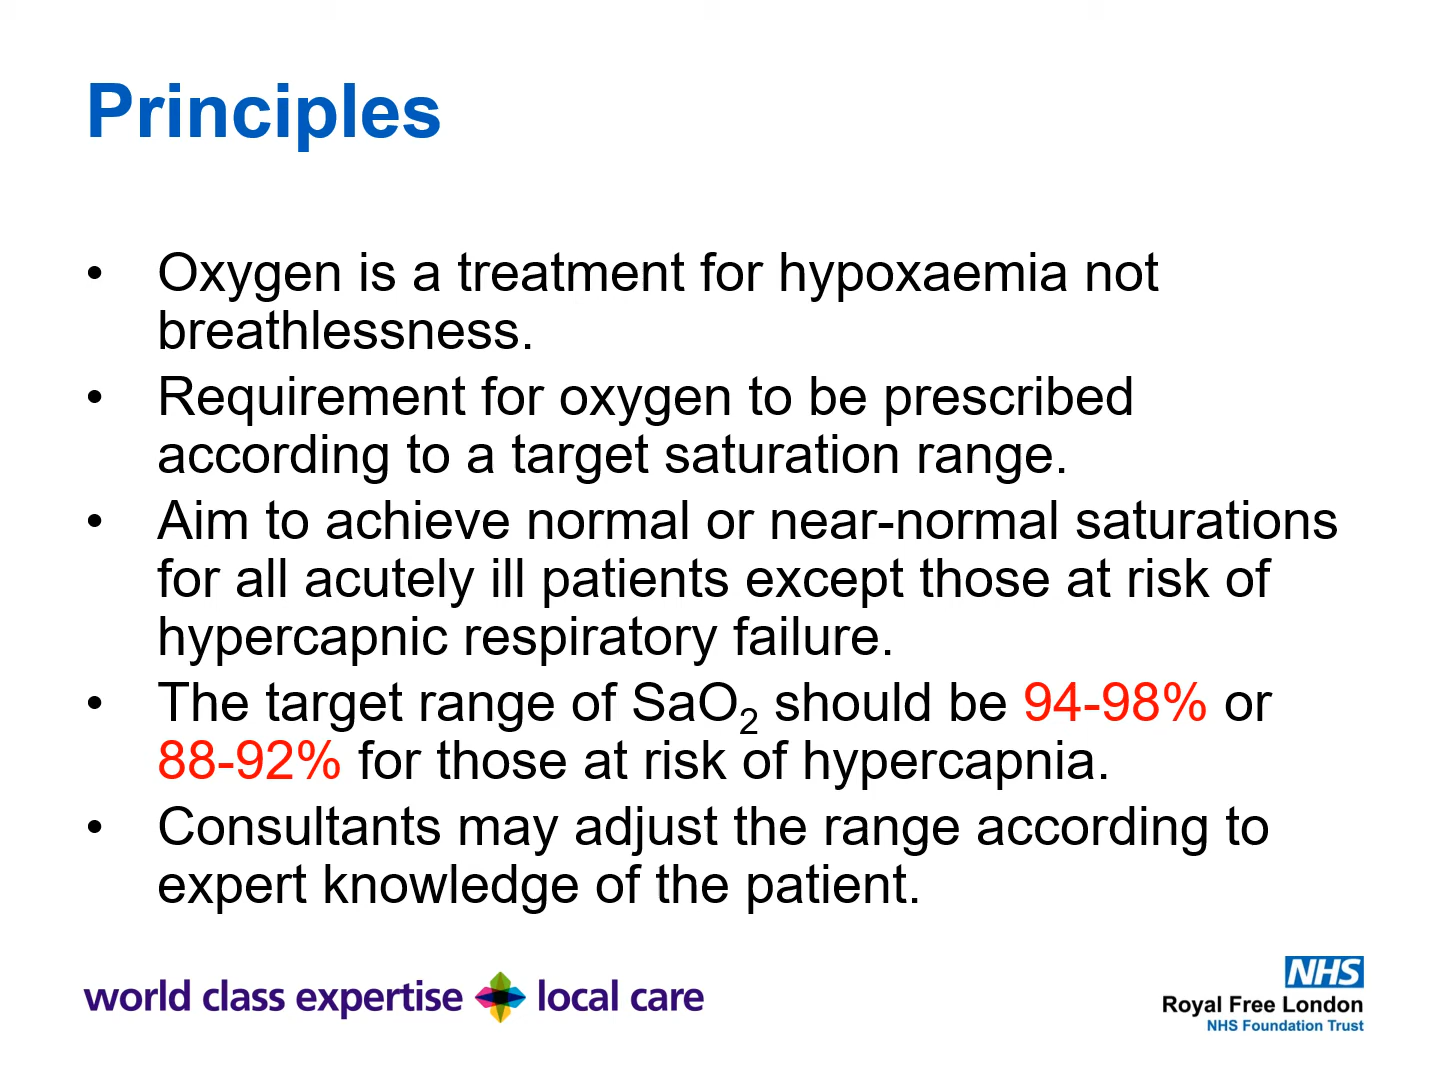 Principles
• Oxygen is a treatment for hypoxaemia not
breathlessness.
• Requirement for oxygen to be prescribed
according to a target saturation range.
• Aim to achieve normal or near-normal saturations
for all acutely ill patients except those at risk of
hypercapnic respiratory failure.
• The target range of SaO₂ should be 94-98% or
88-92% for those at risk of hypercapnia.
• Consultants may adjust the range according to
expert knowledge of the patient.
world class expertise local care
NHS
Royal Free London
NHS Foundation Trust